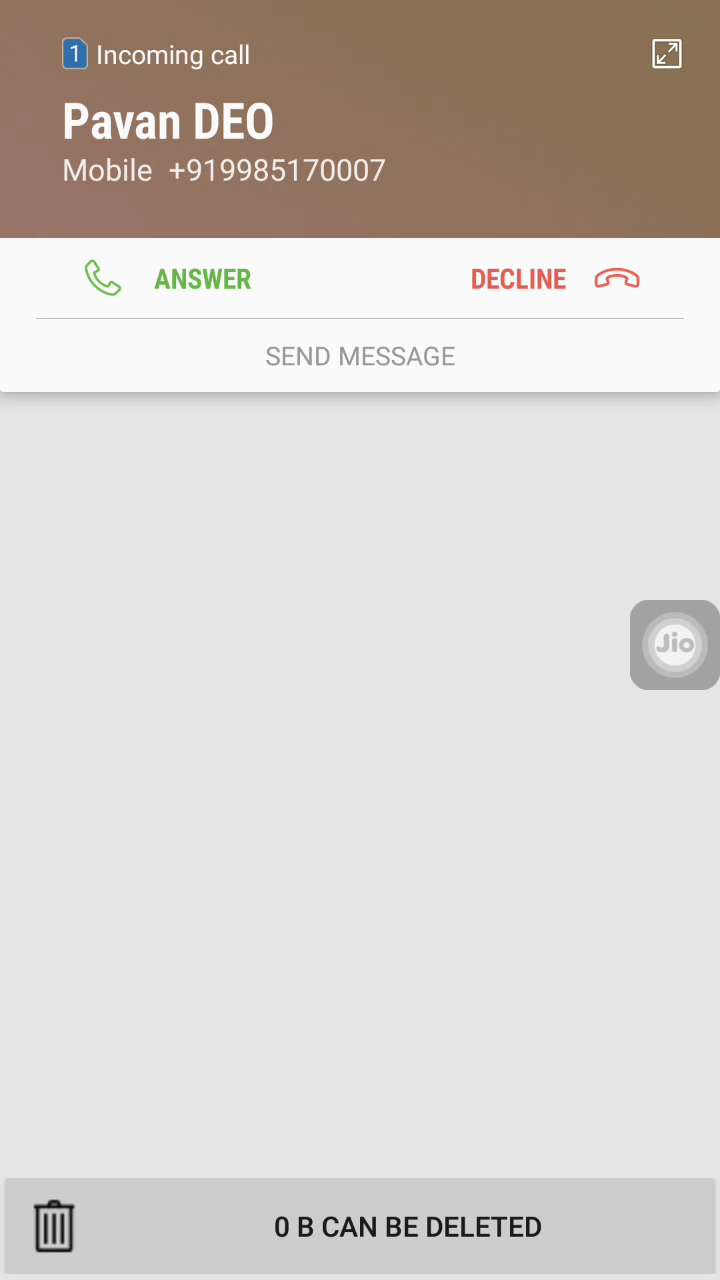 1 Incoming call
Pavan DEO
Mobile +919985170007
ANSWER DECLINE
SEND MESSAGE
Jio
0 B CAN BE DELETED